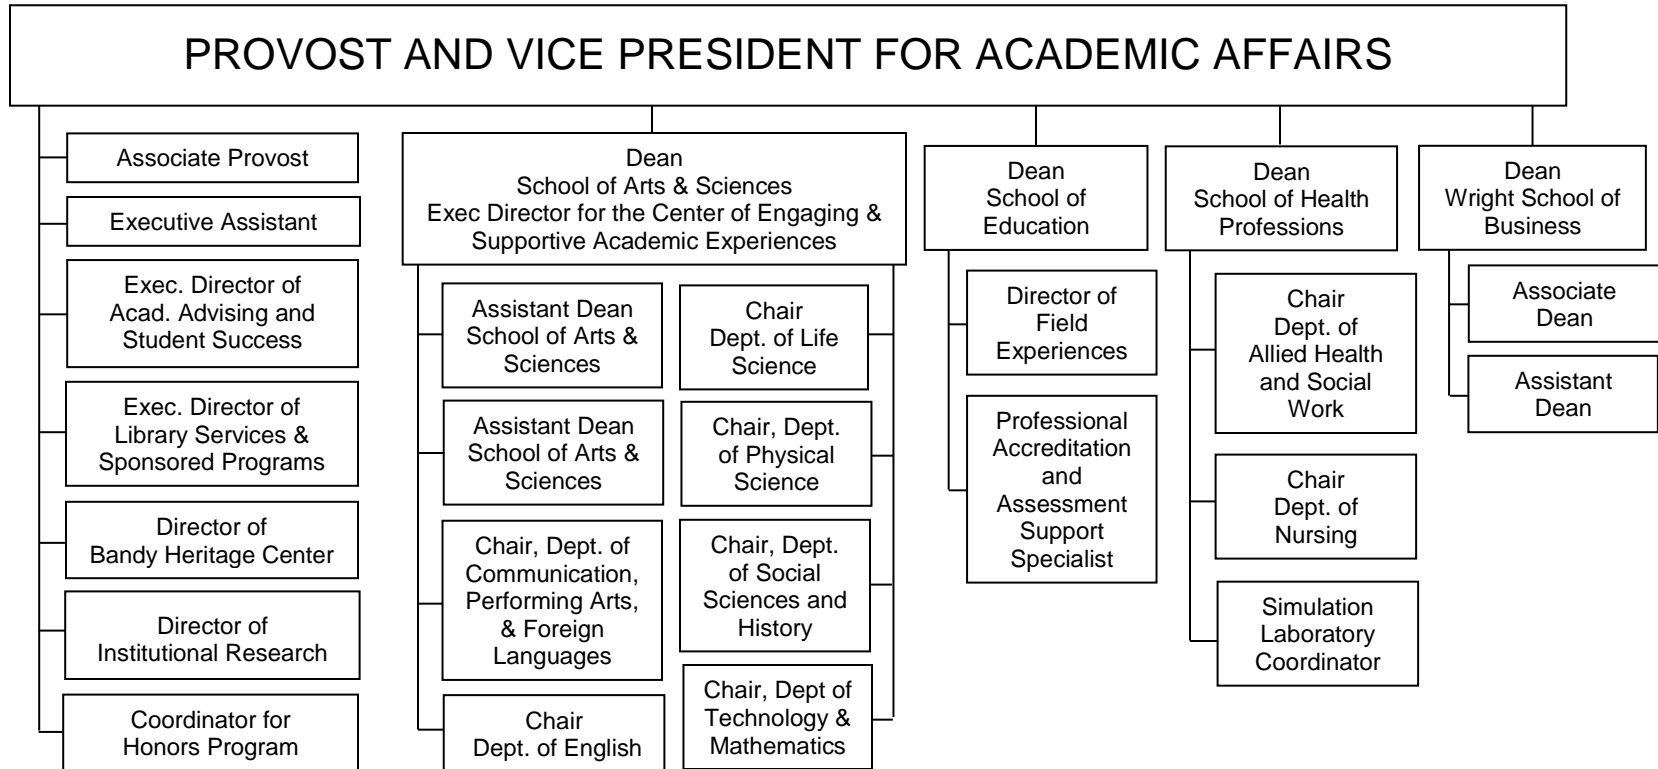 PROVOST AND VICE PRESIDENT FOR ACADEMIC AFFAIRS
Associate Provost
Executive Assistant
Exec. Director of
Acad. Advising and
Student Success
Exec. Director of
Library Services &
Sponsored Programs
Director of
Bandy Heritage Center
Director of
Institutional Research
Coordinator for
Honors Program
Dean
School of Arts & Sciences
Exec Director for the Center of Engaging &
Supportive Academic Experiences
Assistant Dean
School of Arts &
Sciences
Assistant Dean
School of Arts &
Sciences
Chair, Dept. of
Communication,
Performing Arts,
& Foreign
Languages
Chair
Dept. of English
Chair
Dept. of Life
Science
Chair, Dept.
of Physical
Science
Chair, Dept.
of Social
Sciences and
History
Chair, Dept of
Technology &
Mathematics
Dean
School of
Education
Director of
Field
Experiences
Professional
Accreditation
and
Assessment
Support
Specialist
Dean
School of Health
Professions
Chair
Dept. of
Allied Health
and Social
Work
Chair
Dept. of
Nursing
Simulation
Laboratory
Coordinator
Dean
Wright School of
Business
Associate
Dean
Assistant
Dean